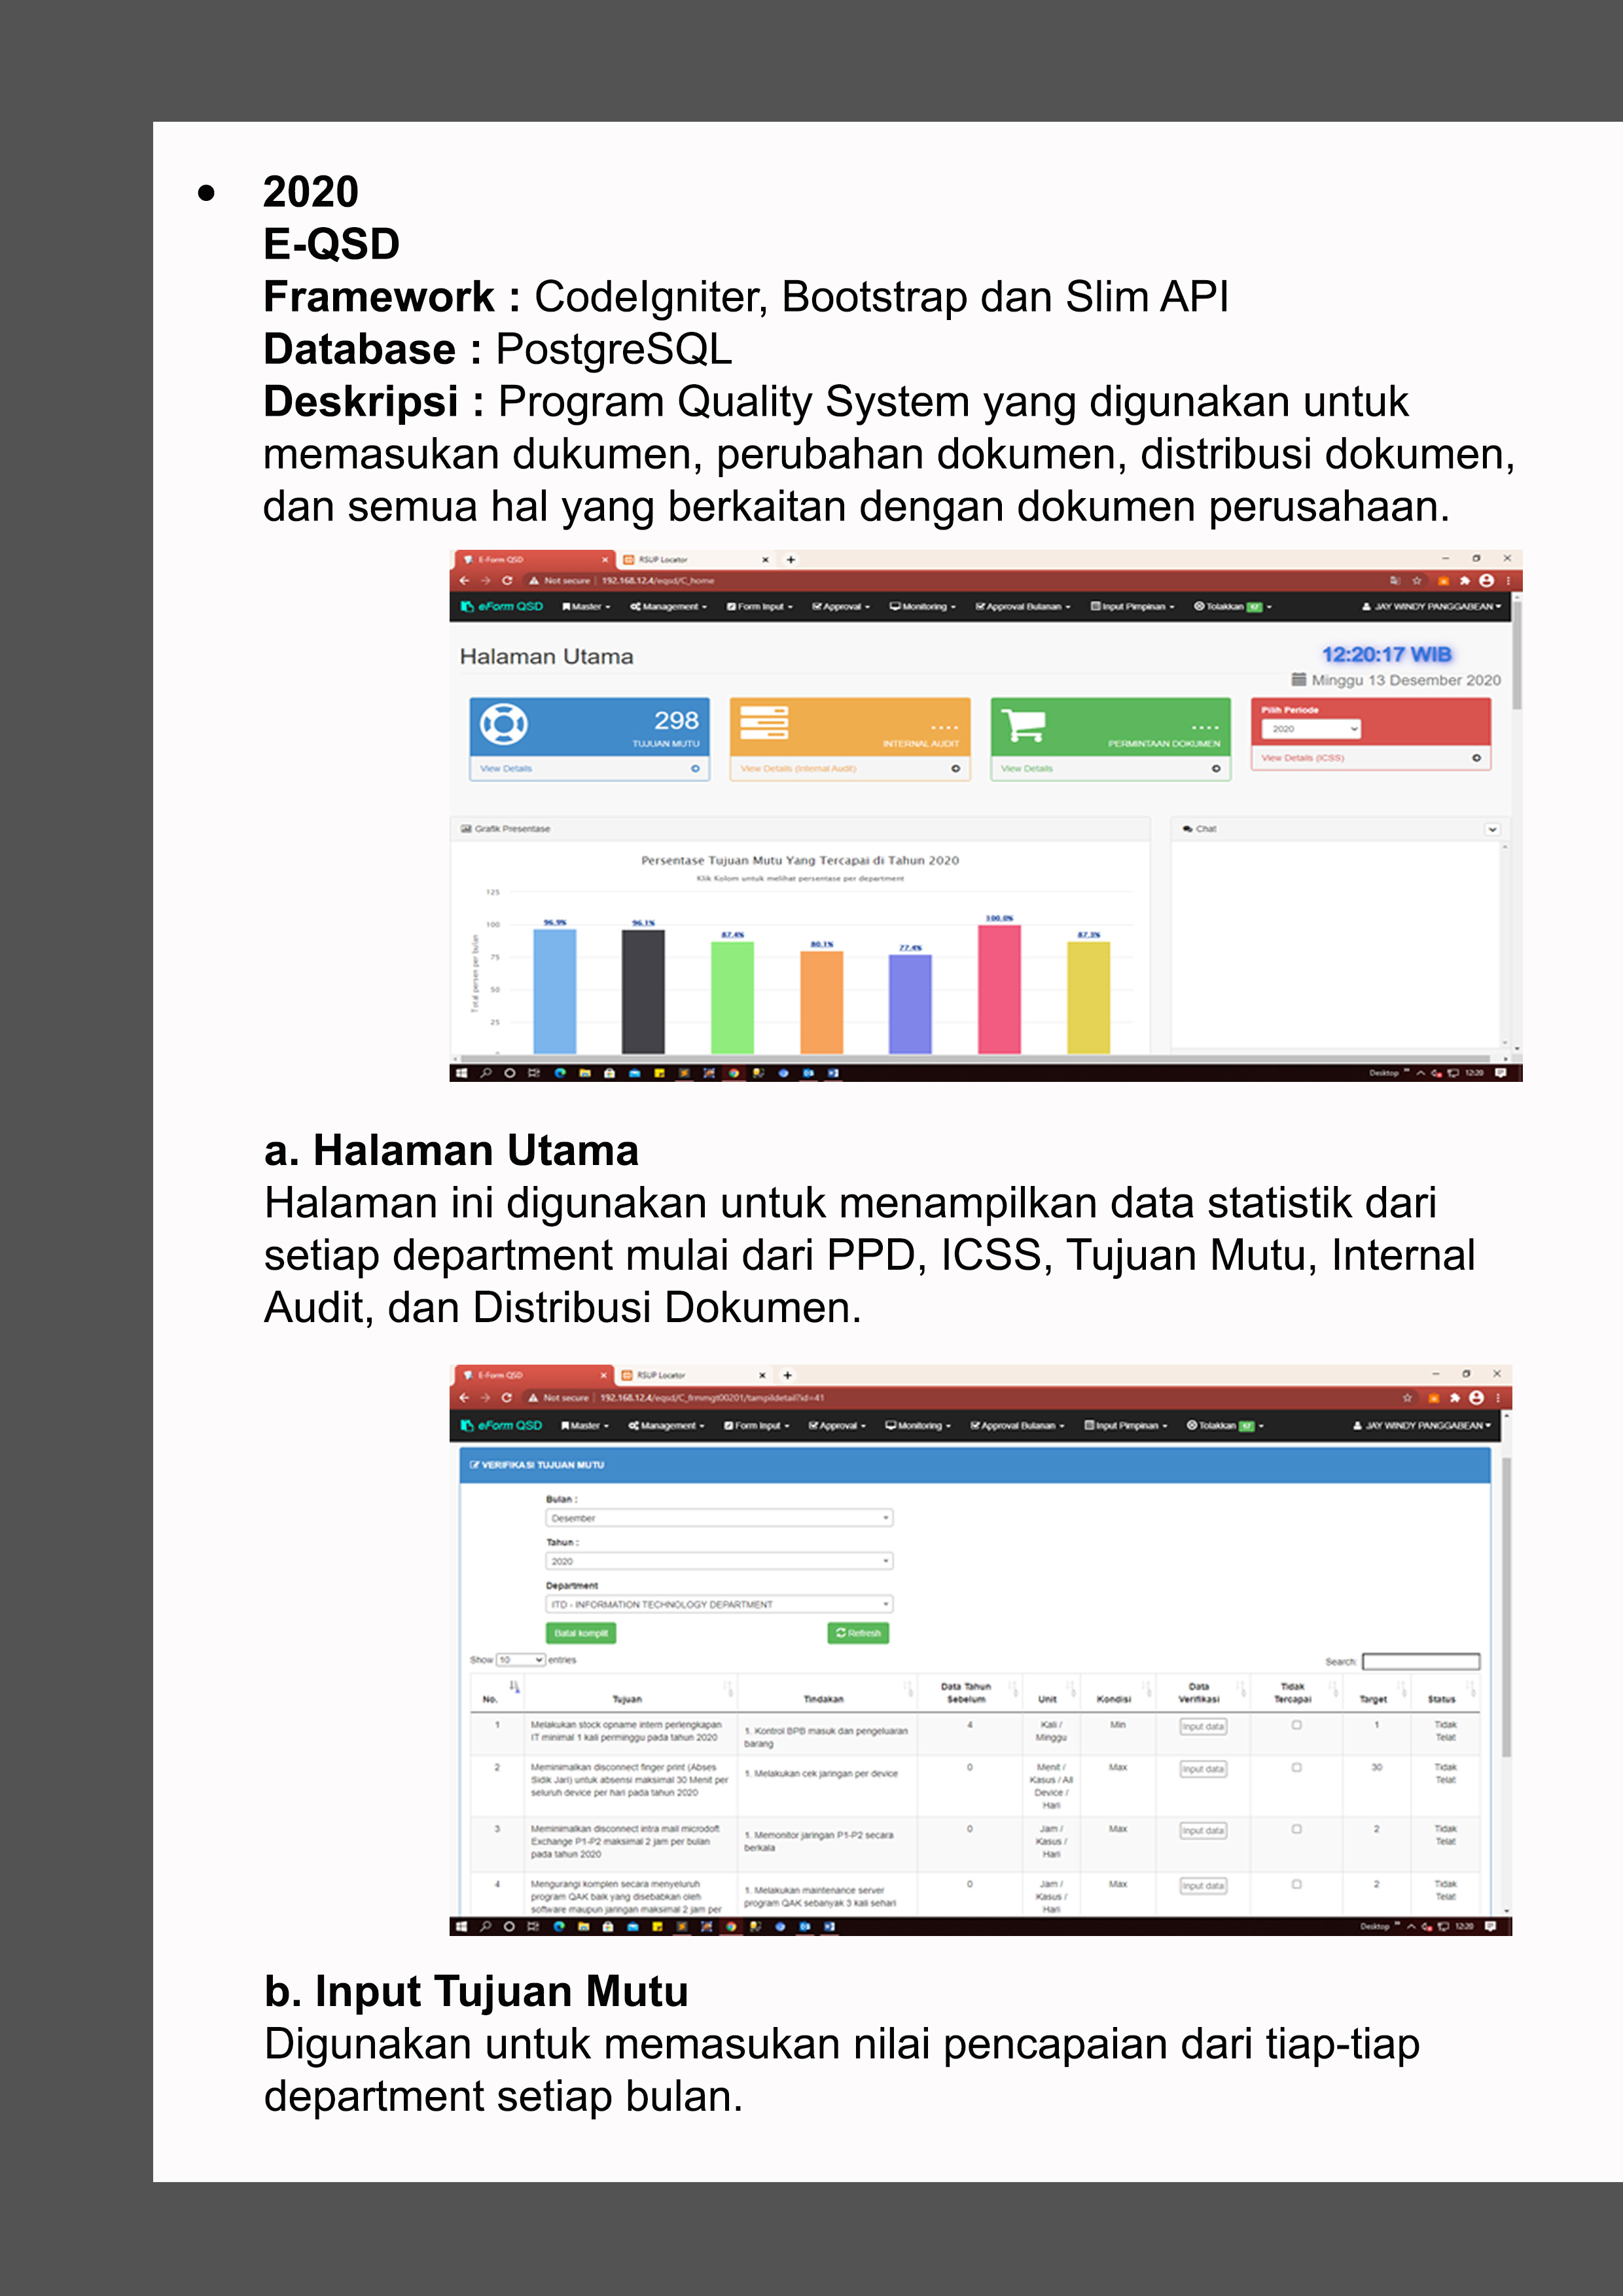 2020
E-QSD
Framework : CodeIgniter, Bootstrap dan Slim API
Database : PostgreSQL
Deskripsi : Program Quality System yang digunakan untuk
memasukan dukumen, perubahan dokumen, distribusi dokumen,
dan semua hal yang berkaitan dengan dokumen perusahaan.
E-Form QSD RSUP Locator
Not secure 192.168.12.4/eqsd/C_home
eForm QSD Master Management Form Input Approval Monitoring Approval Bulanan Input Pimpinan Tolakkan JAY WINDY PANGGABEAN
Halaman Utama
12:20:17 WIB
Minggu 13 Desember 2020
298
TUJUAN MUTU
View Details
....
INTERNAL AUDIT
View Details (Internal Audit)
....
PERMINTAAN DOKUMEN
View Details
Pilih Periode
2020
View Details (ICSS)
Grafik Presentase
Chat
Persentase Tujuan Mutu Yang Tercapai di Tahun 2020
Klik Kolom untuk melihat persentase per department
Total persen per bulan
125
100
75
50
25
96.9% 96.1% 87.4% 80.1% 77.4% 100.0% 87.3%
Desktop 12:20
a. Halaman Utama
Halaman ini digunakan untuk menampilkan data statistik dari
setiap department mulai dari PPD, ICSS, Tujuan Mutu, Internal
Audit, dan Distribusi Dokumen.
E-Form QSD RSUP Locator
Not secure 192.168.12.4/eqsd/C_frmmgt00201/tampildetail?id=41
eForm QSD Master Management Form Input Approval Monitoring Approval Bulanan Input Pimpinan Tolakkan JAY WINDY PANGGABEAN
VERIFIKASI TUJUAN MUTU
Bulan :
Desember
Tahun :
2020
Department
ITD - INFORMATION TECHNOLOGY DEPARTMENT
Batal komplit Refresh
Show 10 entries Search:
No. Tujuan Tindakan Data Tahun Sebelum Unit Kondisi Data Verifikasi Tidak Tercapai Target Status
1 Melakukan stock opname intern perlengkapan IT minimal 1 kali perminggu pada tahun 2020 1. Kontrol BPB masuk dan pengeluaran barang 4 Kali / Minggu Min Input data 1 Tidak Telat
2 Meminimalkan disconnect finger print (Abses Sidik Jari) untuk absensi maksimal 30 Menit per seluruh device per hari pada tahun 2020 1. Melakukan cek jaringan per device 0 Menit / Kasus / All Device / Hari Max Input data 30 Tidak Telat
3 Meminimalkan disconnect intra mail microdoft Exchange P1-P2 maksimal 2 jam per bulan pada tahun 2020 1. Memonitor jaringan P1-P2 secara berkala 0 Jam / Kasus / Hari Max Input data 2 Tidak Telat
4 Mengurangi komplen secara menyeluruh program QAK baik yang disebabkan oleh software maupun jaringan maksimal 2 jam per 1. Melakukan maintenance server program QAK sebanyak 3 kali sehari 0 Jam / Kasus / Hari Max Input data 2 Tidak Telat
Desktop 12:20
b. Input Tujuan Mutu
Digunakan untuk memasukan nilai pencapaian dari tiap-tiap
department setiap bulan.